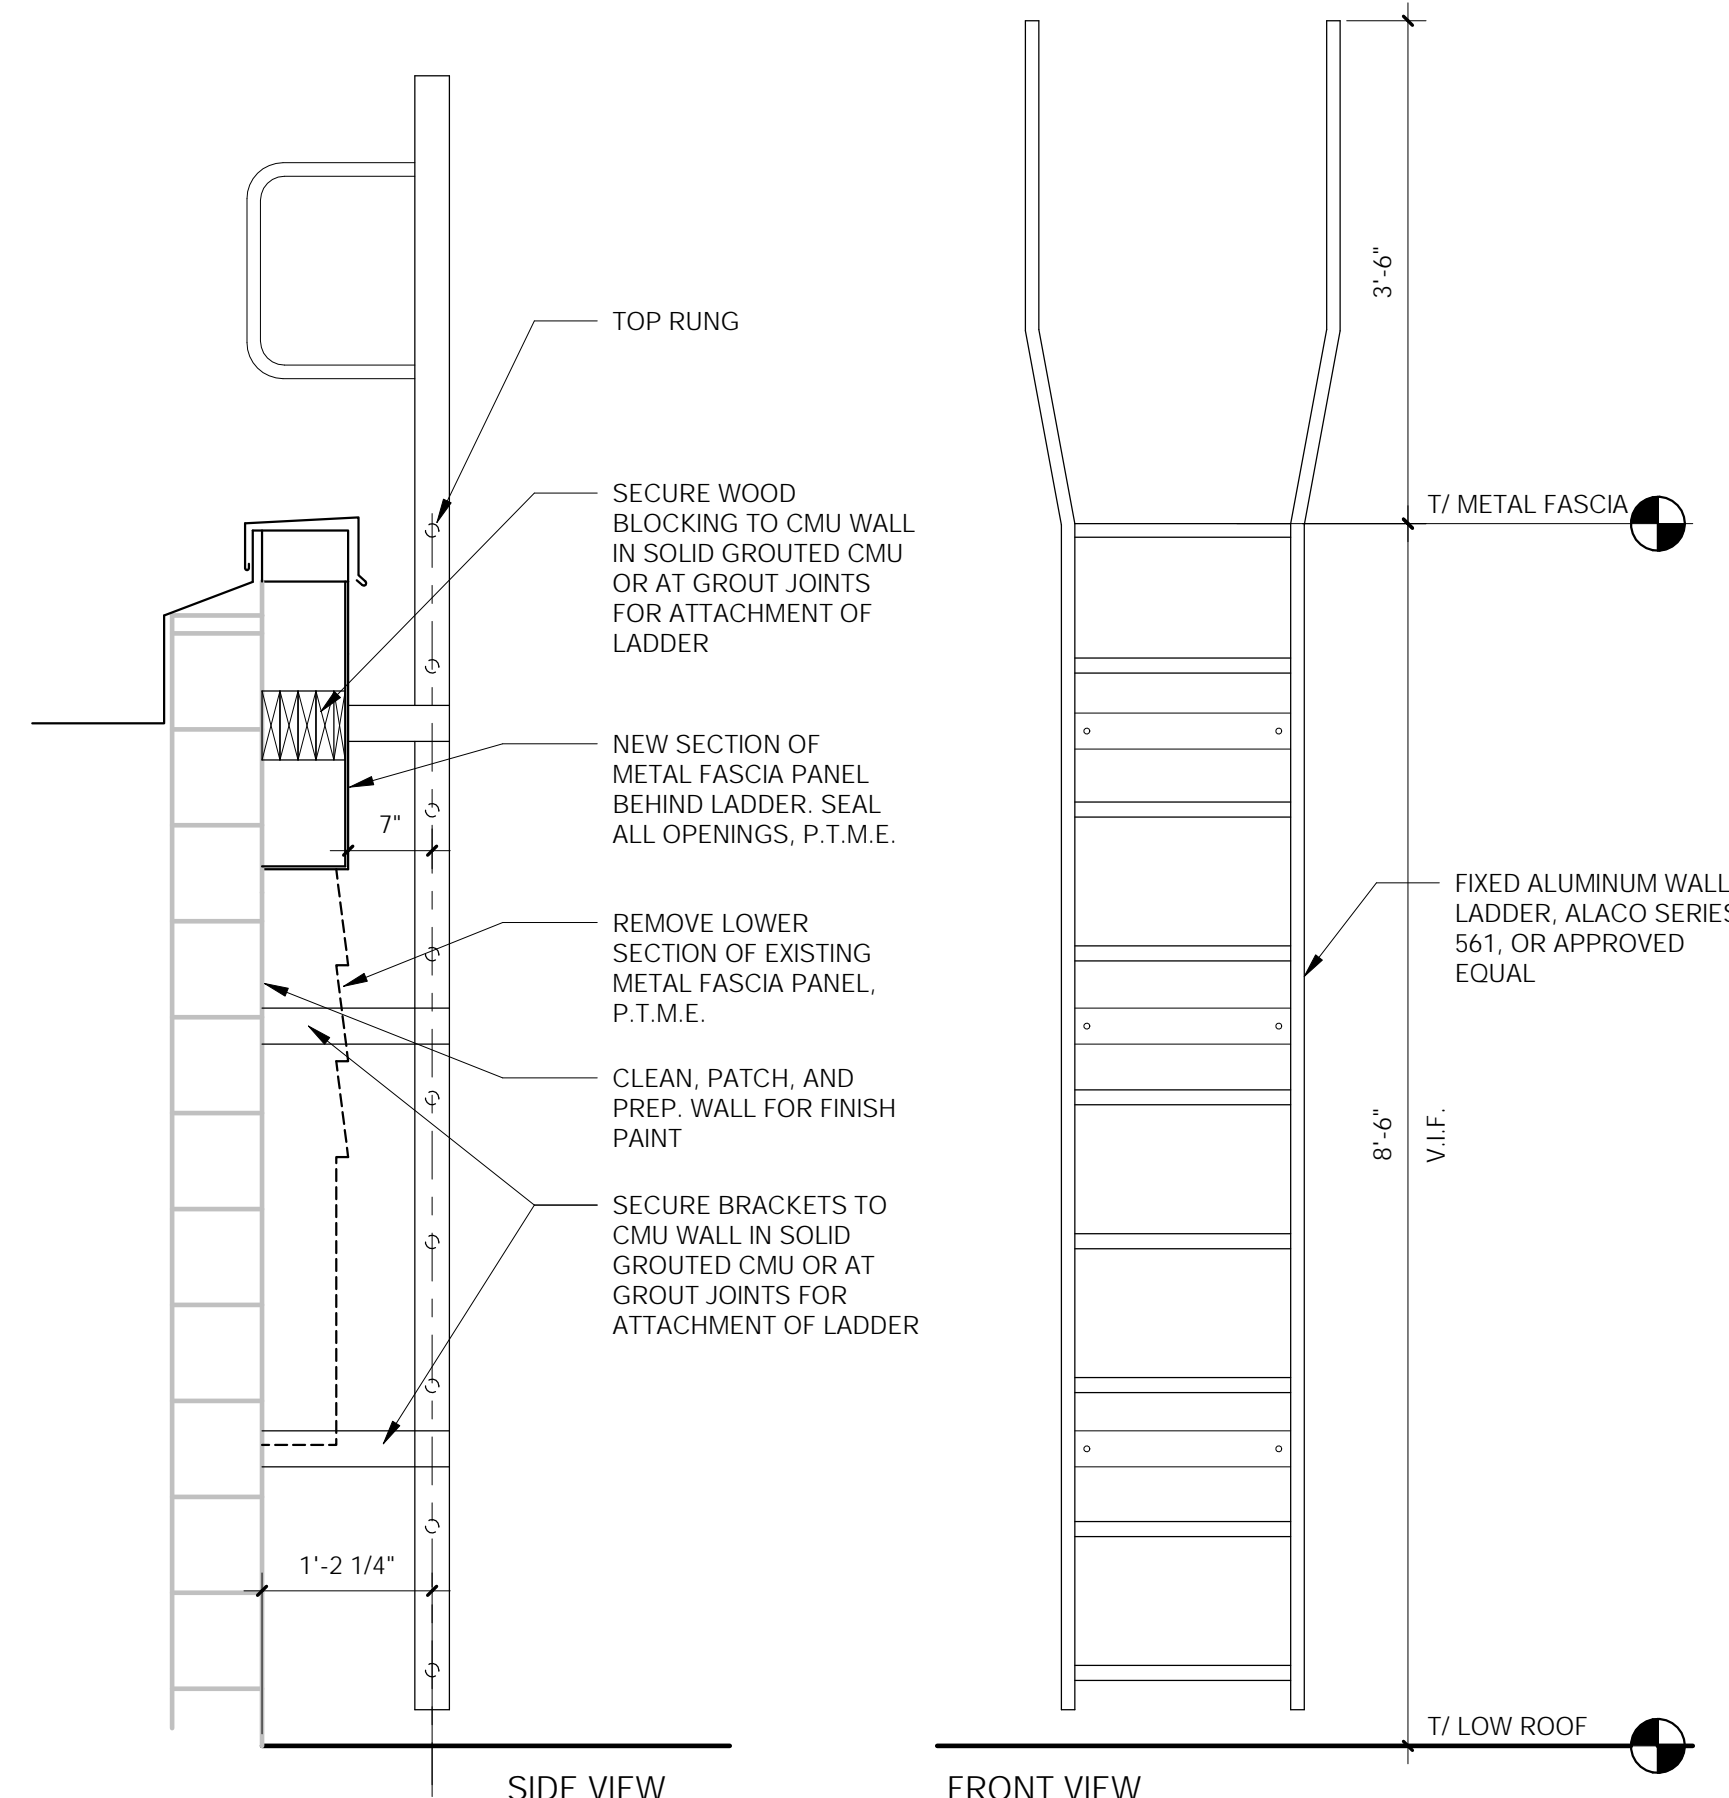 TOP RUNG
SECURE WOOD
BLOCKING TO CMU WALL
IN SOLID GROUTED CMU
OR AT GROUT JOINTS
FOR ATTACHMENT OF
LADDER
NEW SECTION OF
METAL FASCIA PANEL
BEHIND LADDER. SEAL
ALL OPENINGS, P.T.M.E.
7"
REMOVE LOWER
SECTION OF EXISTING
METAL FASCIA PANEL,
P.T.M.E.
CLEAN, PATCH, AND
PREP. WALL FOR FINISH
PAINT
SECURE BRACKETS TO
CMU WALL IN SOLID
GROUTED CMU OR AT
GROUT JOINTS FOR
ATTACHMENT OF LADDER
1'-2 1/4"
SIDE VIEW
3'-6"
T/ METAL FASCIA
FIXED ALUMINUM WALL
LADDER, ALACO SERIES
561, OR APPROVED
EQUAL
8'-6"
V.I.F.
T/ LOW ROOF
FRONT VIEW